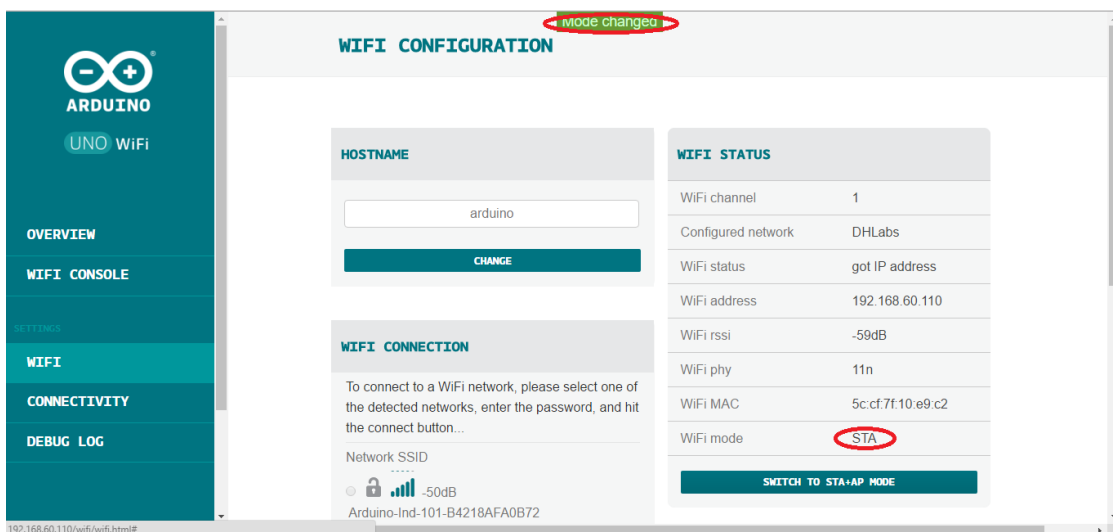 Mode changed
WIFI CONFIGURATION
ARDUINO
UNO WiFi
OVERVIEW
WIFI CONSOLE
SETTINGS
WIFI
CONNECTIVITY
DEBUG LOG
HOSTNAME
arduino
CHANGE
WIFI CONNECTION
To connect to a WiFi network, please select one of
the detected networks, enter the password, and hit
the connect button...
Network SSID
-50dB
Arduino-Ind-101-B4218AFA0B72
WIFI STATUS
WiFi channel 1
Configured network DHLabs
WiFi status got IP address
WiFi address 192.168.60.110
WiFi rssi -59dB
WiFi phy 11n
WiFi MAC 5c:cf:7f:10:e9:c2
WiFi mode STA
SWITCH TO STA+AP MODE
192.168.60.110/wifi/wifi.html#